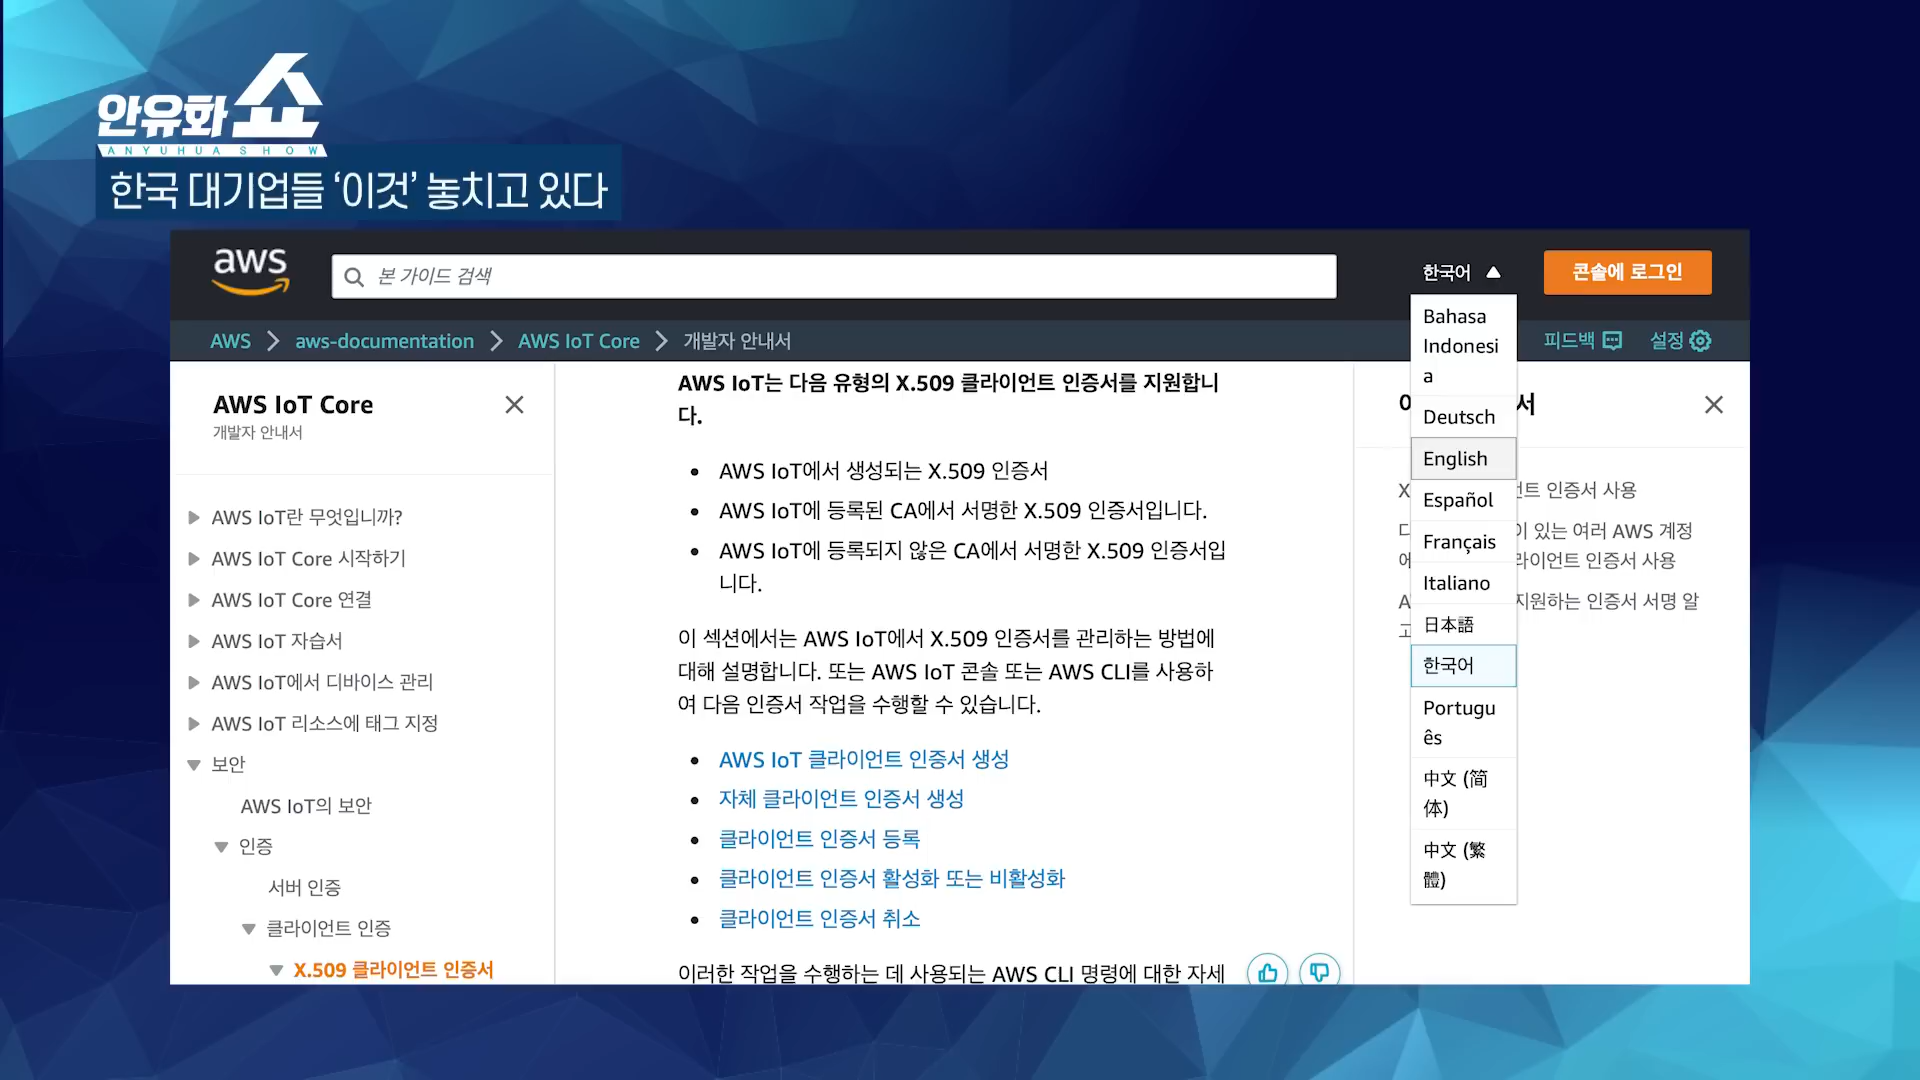 안유화쇼
ANYUHUA SHOW
한국 대기업들 ‘이것’ 놓치고 있다
aws
본 가이드 검색
한국어
콘솔에 로그인
AWS
aws-documentation
AWS IoT Core
개발자 안내서
피드백
설정
AWS IoT Core
개발자 안내서
AWS IoT란 무엇입니까?
AWS IoT Core 시작하기
AWS IoT Core 연결
AWS IoT 자습서
AWS IoT에서 디바이스 관리
AWS IoT 리소스에 태그 지정
보안
AWS IoT의 보안
인증
서버 인증
클라이언트 인증
X.509 클라이언트 인증서
AWS IoT는 다음 유형의 X.509 클라이언트 인증서를 지원합니
다.
AWS IoT에서 생성되는 X.509 인증서
AWS IoT에 등록된 CA에서 서명한 X.509 인증서입니다.
AWS IoT에 등록되지 않은 CA에서 서명한 X.509 인증서입
니다.
이 섹션에서는 AWS IoT에서 X.509 인증서를 관리하는 방법에
대해 설명합니다. 또는 AWS IoT 콘솔 또는 AWS CLI를 사용하
여 다음 인증서 작업을 수행할 수 있습니다.
AWS IoT 클라이언트 인증서 생성
자체 클라이언트 인증서 생성
클라이언트 인증서 등록
클라이언트 인증서 활성화 또는 비활성화
클라이언트 인증서 취소
이러한 작업을 수행하는 데 사용되는 AWS CLI 명령에 대한 자세
Bahasa
Indonesi
a
Deutsch
English
Español
Français
Italiano
日本語
한국어
Portugu
ês
中文 (简
体)
中文 (繁
體)
인증서 사용
있는 여러 AWS 계정
인증서 사용
지원하는 인증서 서명 알